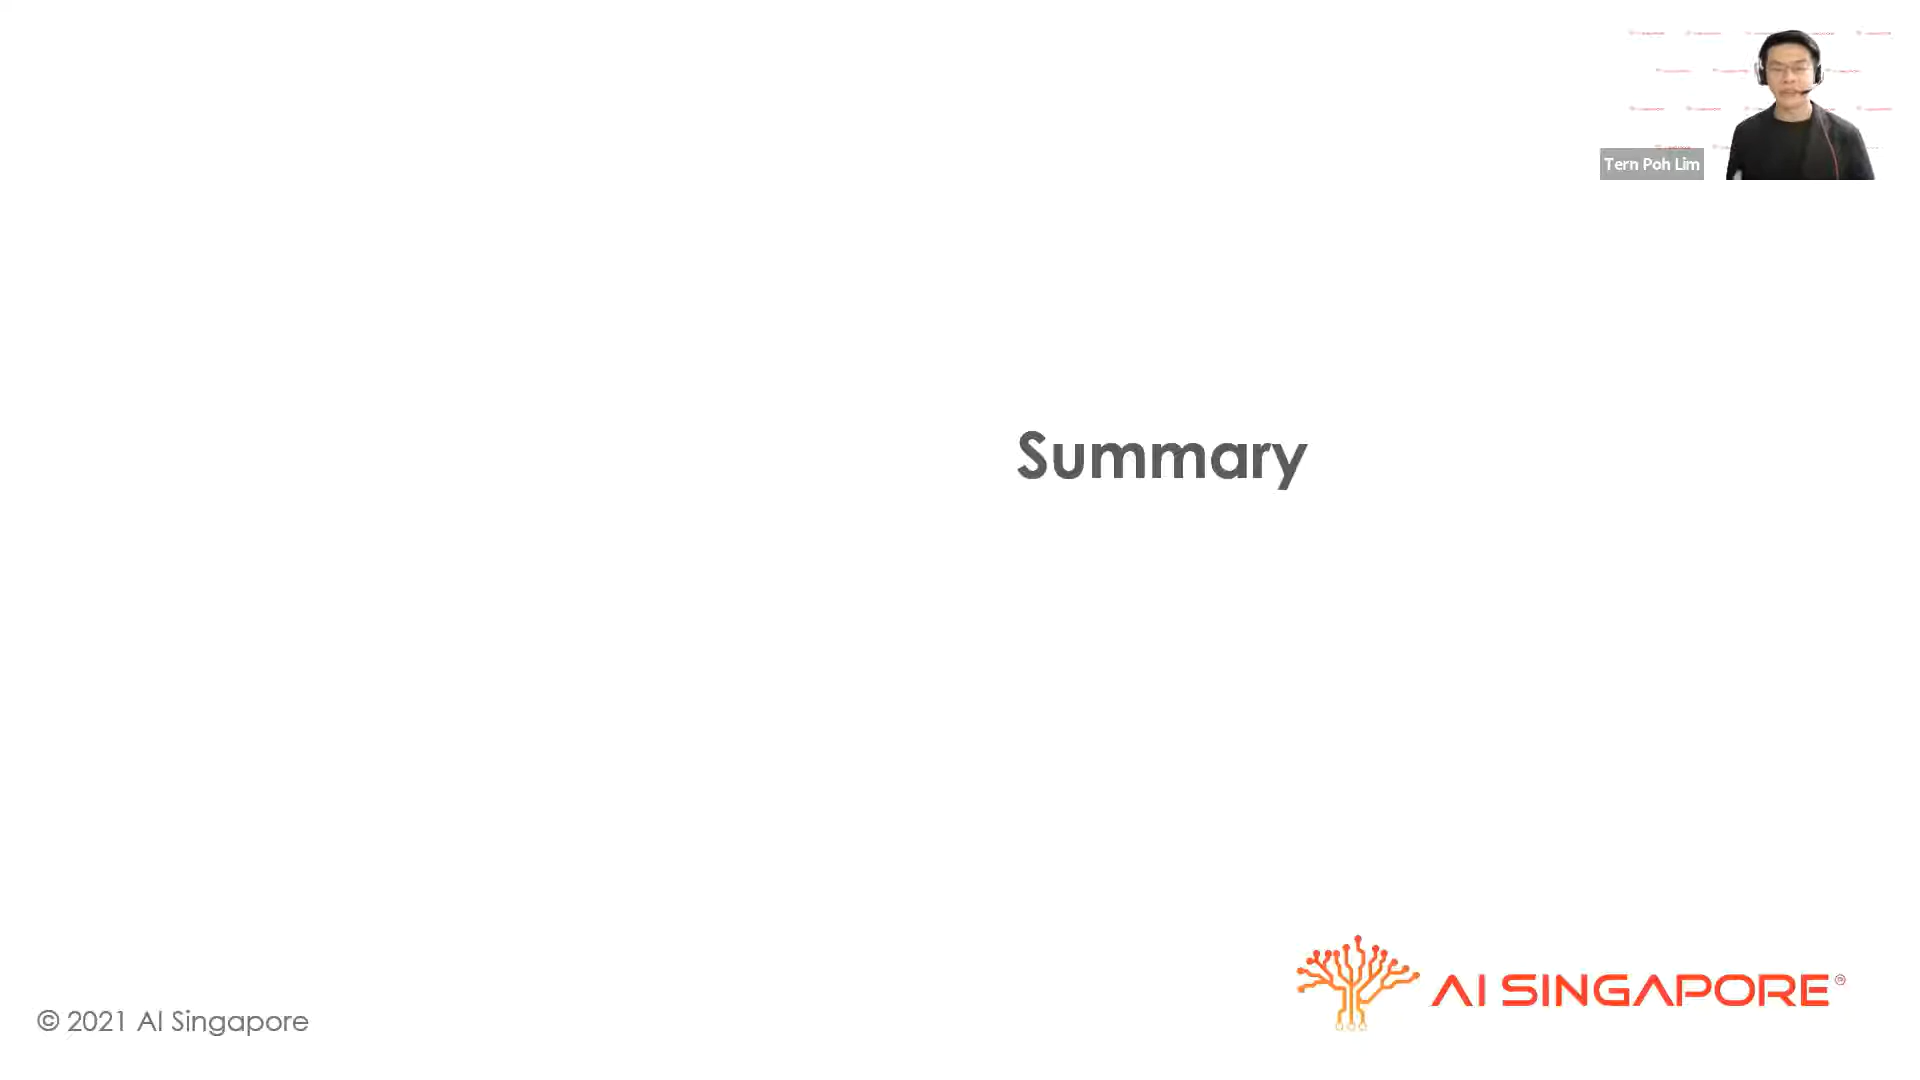 Tern Poh Lim
Summary
AI SINGAPORE®
© 2021 AI Singapore